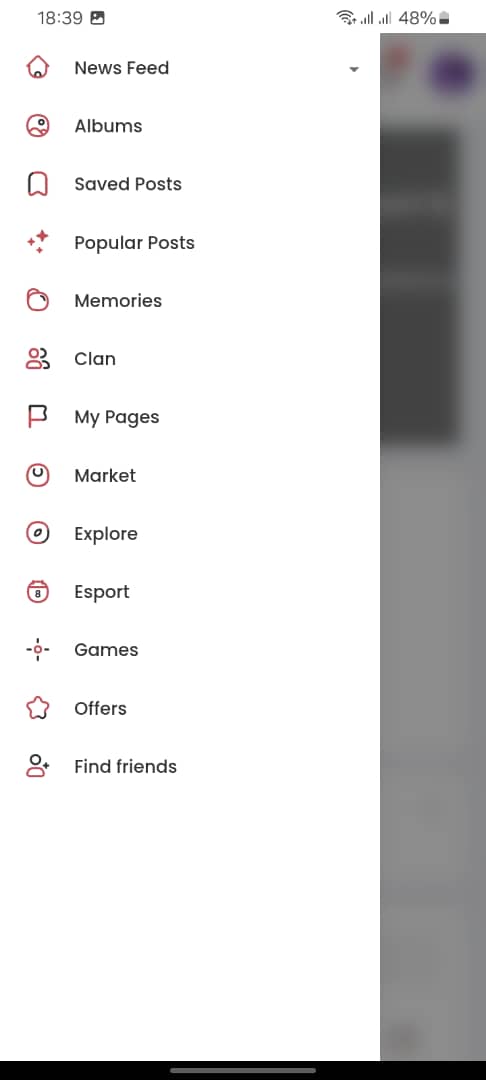 18:39 48%
News Feed
Albums
Saved Posts
Popular Posts
Memories
Clan
My Pages
Market
Explore
8
Esport
Games
Offers
Find friends